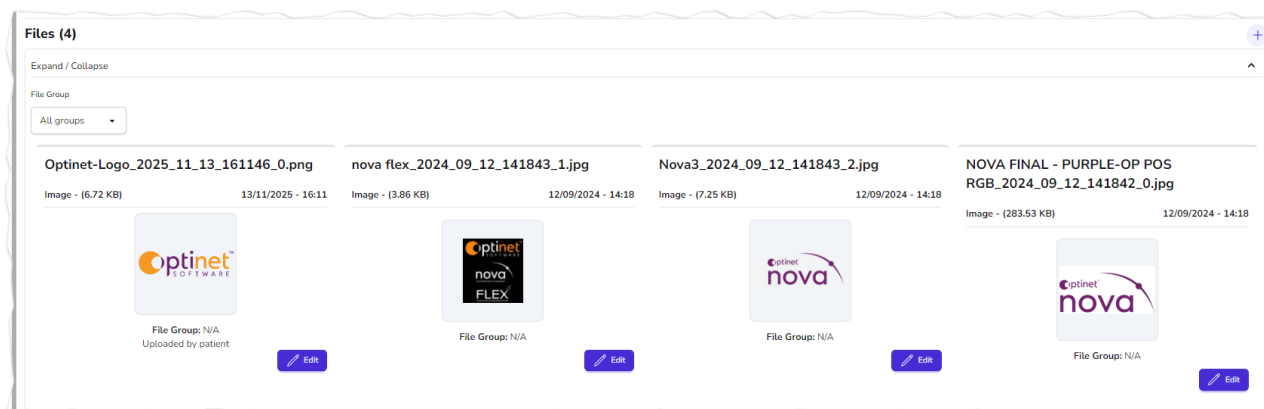 Files (4)
+
Expand / Collapse
File Group
All groups
Optinet-Logo_2025_11_13_161146_0.png
Image - (6.72 KB) 13/11/2025 - 16:11
Optinet™
SOFTWARE
File Group: N/A
Uploaded by patient
Edit
nova flex_2024_09_12_141843_1.jpg
Image - (3.86 KB) 12/09/2024 - 14:18
Optinet
SOFTWARE
nova
FLEX
File Group: N/A
Edit
Nova3_2024_09_12_141843_2.jpg
Image - (7.25 KB) 12/09/2024 - 14:18
Optinet
nova
File Group: N/A
Edit
NOVA FINAL - PURPLE-OP POS
RGB_2024_09_12_141842_0.jpg
Image - (283.53 KB) 12/09/2024 - 14:18
Optinet
nova
File Group: N/A
Edit